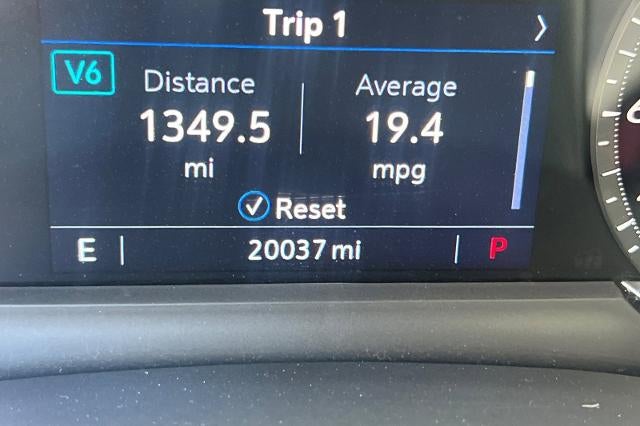 Trip 1
V6
Distance Average
1349.5 19.4
mi mpg
Reset
E 20037 mi P